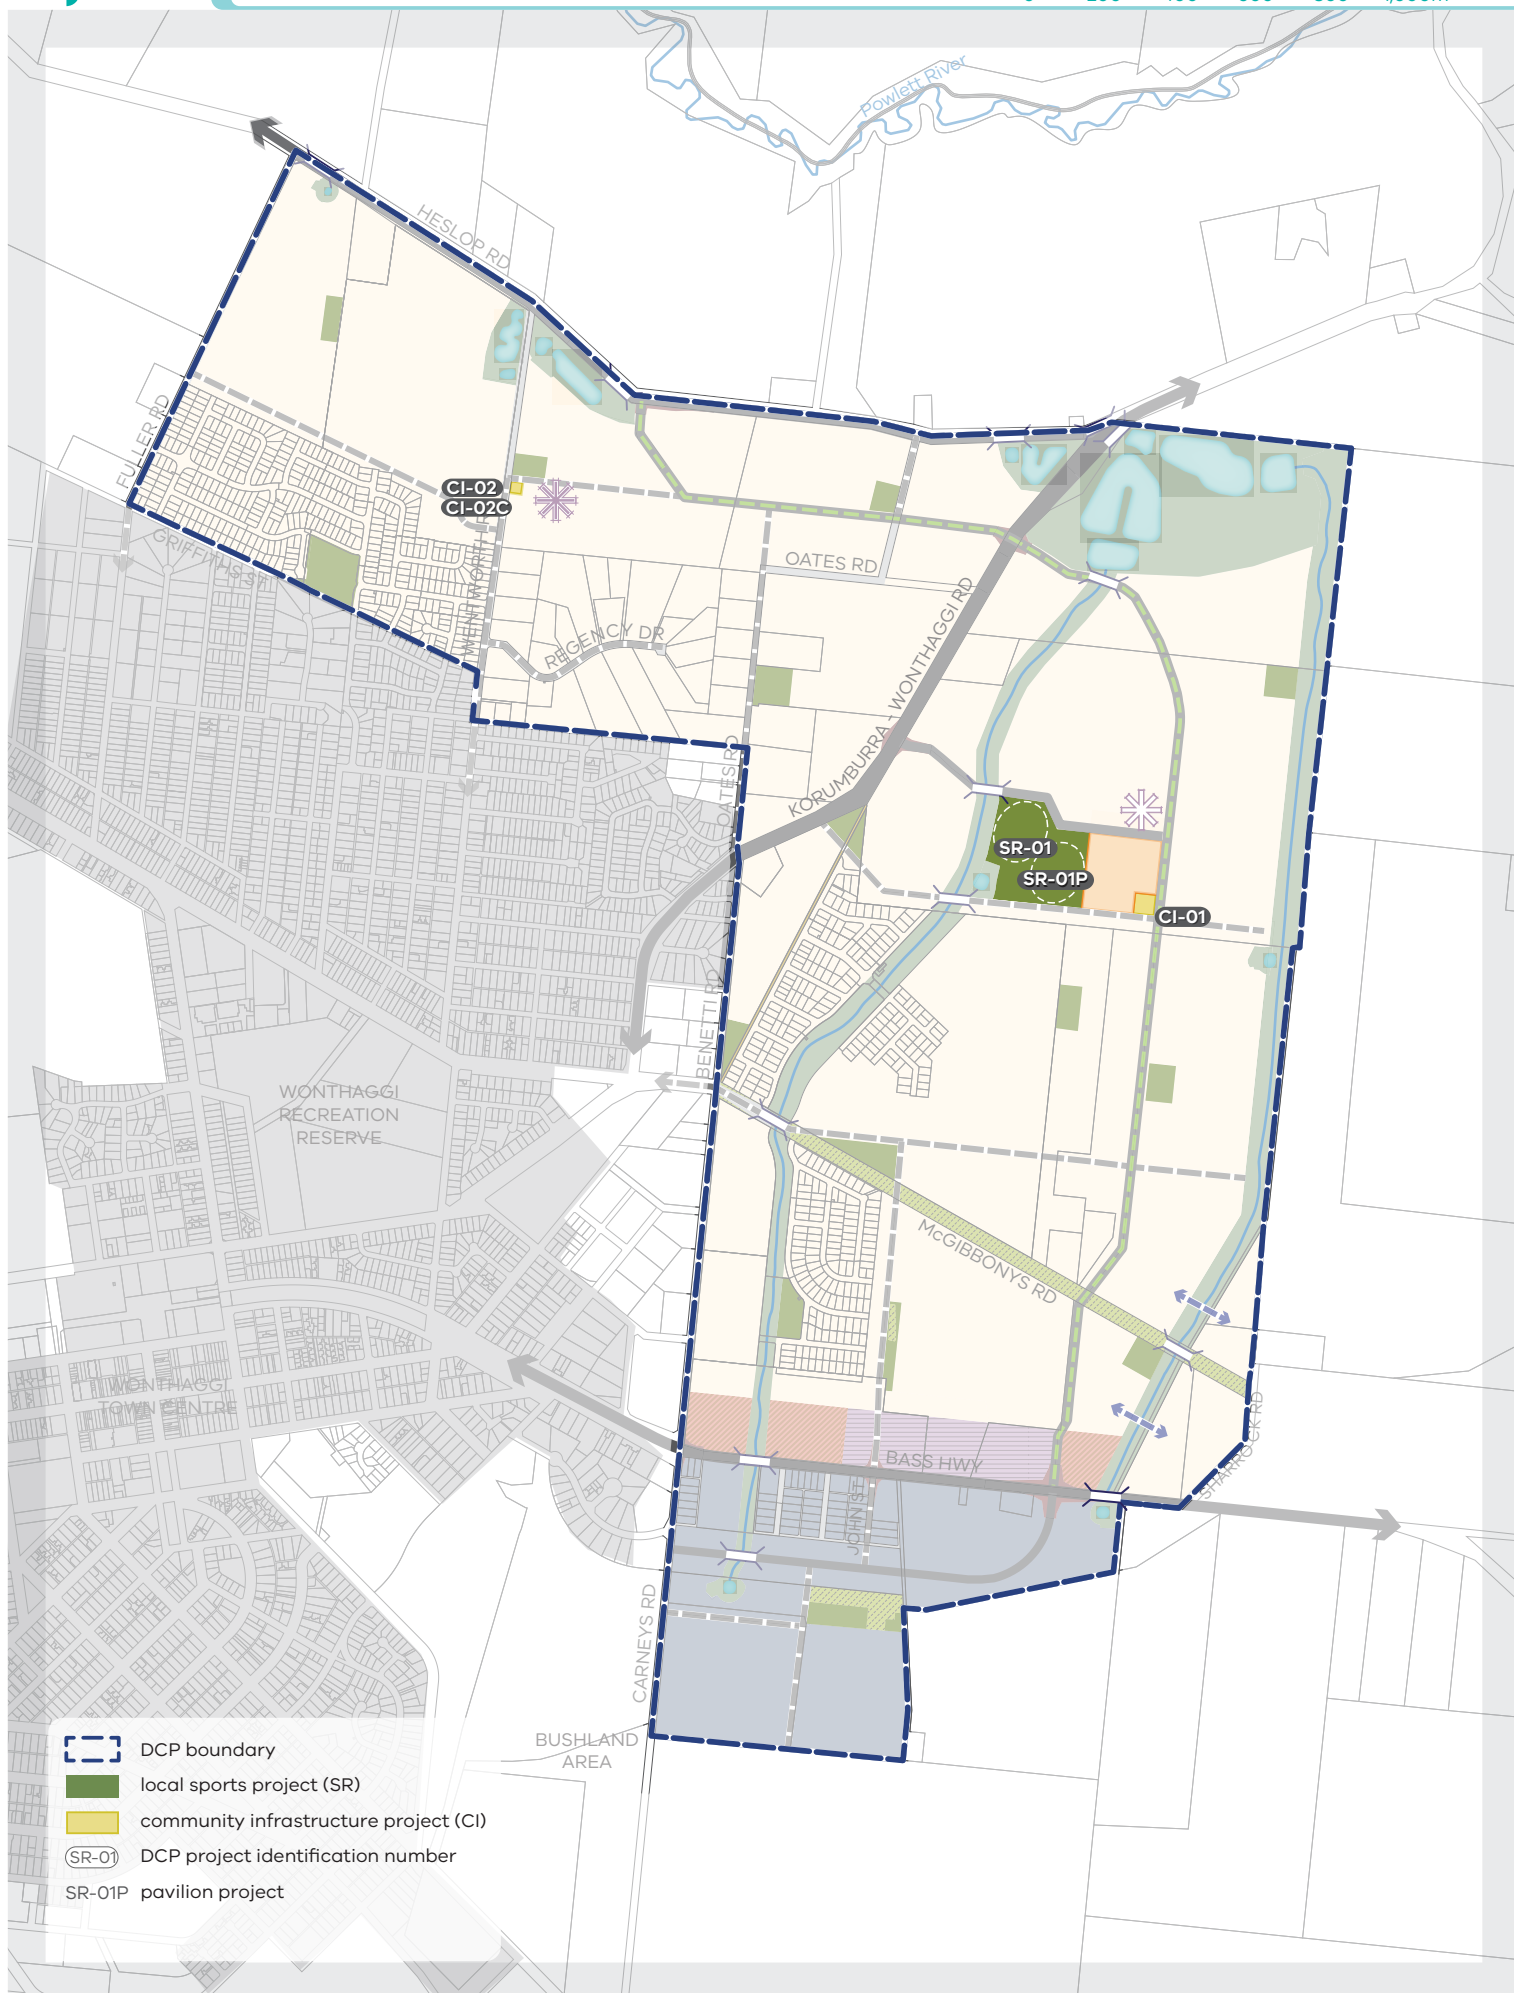 Powlett River
HESLOP RD
FULLER RD
CI-02
CI-02C
GRIFFITHS ST
OATES RD
REGENCY DR
KORUMBURRA - WONTHAGGI RD
OATES RD
SR-01
SR-01P
CI-01
BENETTI RD
WONTHAGGI
RECREATION
RESERVE
McGIBBONYS RD
WONTHAGGI
TOWN CENTRE
BASS HWY
SHARROCK RD
JOHN ST
CARNEYS RD
BUSHLAND
AREA
DCP boundary
local sports project (SR)
community infrastructure project (CI)
SR-01 DCP project identification number
SR-01P pavilion project